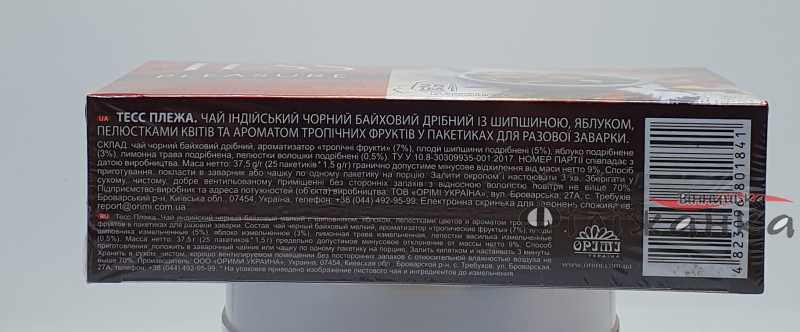 TESS
PLEASURE
UA ТЕСС ПЛЕЖА. ЧАЙ ІНДІЙСЬКИЙ ЧОРНИЙ БАЙХОВИЙ ДРІБНИЙ ІЗ ШИПШИНОЮ, ЯБЛУКОМ,
ПЕЛЮСТКАМИ КВІТІВ ТА АРОМАТОМ ТРОПІЧНИХ ФРУКТІВ У ПАКЕТИКАХ ДЛЯ РАЗОВОЇ ЗАВАРКИ.
СКЛАД: чай чорний байховий дрібний, ароматизатор «тропічні фрукти» (7%), плоди шипшини подрібнені (5%), яблуко подрібнене
(3%), лимонна трава подрібнена, пелюстки волошки подрібнені (0,5%). ТУ У 10.8-30309935-001:2017. НОМЕР ПАРТІЇ співпадає з
датою виробництва. Маса нетто: 37,5 g/г (25 пакетиків * 1,5 g/г) гранично допустиме мінусове відхилення від маси нетто 9%. Спосіб
приготування: покласти в заварник або чашку по одному пакетику на порцію. Залити окропом і настоювати 3 хв. Зберігати у
сухому, чистому, добре вентильованому приміщенні без сторонніх запахів з відносною вологістю повітря не вище 70%.
Підприємство-виробник та адреса потужностей (об'єкта) виробництва: ТОВ «ОРІМІ УКРАЇНА», вул. Броварська, 27А, с. Требухів
Броварський р-н, Київська обл., 07454, Україна, телефон: +38 (044) 492-95-99. Електронна скринька для звернень споживачів:
report@orimi.com.ua
RU Тесс Плежа. Чай индийский черный байховый мелкий с шиповником, яблоком, лепестками цветов и ароматом тропических
фруктов в пакетиках для разовой заварки. Состав: чай черный байховый мелкий, ароматизатор «тропические фрукты» (7%), плоды
шиповника измельченные (5%), яблоко измельченное (3%), лимонная трава измельченная, лепестки василька измельченные
(0,5%). Масса нетто: 37,5 г (25 пакетиков * 1,5 г) предельно допустимое минусовое отклонение от массы нетто 9%. Способ
приготовления: положить в заварочный чайник или чашку по одному пакетику на порцию. Залить кипятком и настаивать 3 минуты.
Хранить в сухом, чистом, хорошо вентилируемом помещении без посторонних запахов с относительной влажностью воздуха не
выше 70%. Производитель: ООО «ОРИМИ УКРАИНА», Украина, 07454, Киевская обл., Броварской р-н, с. Требухов, ул. Броварская,
27А, телефон: +38 (044) 492-95-99. * На упаковке приведено изображение листового чая и ингредиентов до измельчения.
ОРІМІ
УКРАЇНА
www.orimi.com.ua